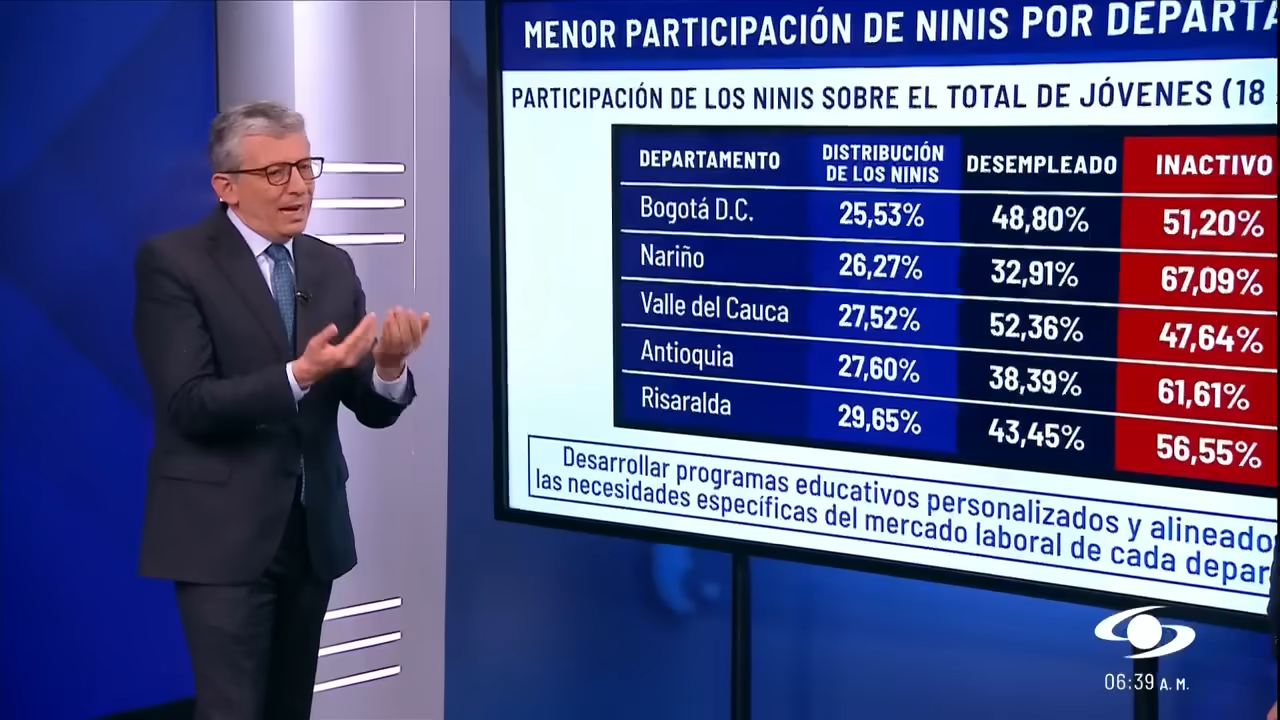 MENOR PARTICIPACIÓN DE NINIS POR DEPARTA
PARTICIPACIÓN DE LOS NINIS SOBRE EL TOTAL DE JÓVENES (18
DEPARTAMENTO DISTRIBUCIÓN DE LOS NINIS DESEMPLEADO INACTIVO
Bogotá D.C. 25,53% 48,80% 51,20%
Nariño 26,27% 32,91% 67,09%
Valle del Cauca 27,52% 52,36% 47,64%
Antioquia 27,60% 38,39% 61,61%
Risaralda 29,65% 43,45% 56,55%
Desarrollar programas educativos personalizados y alineado
las necesidades específicas del mercado laboral de cada depar
06:39 A. M.